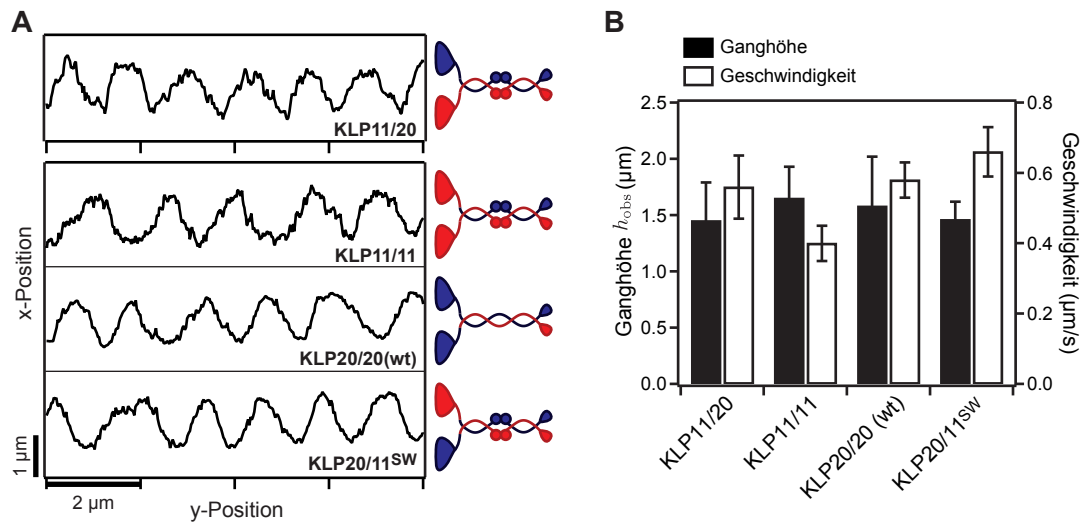 A
KLP11/20
KLP11/11
KLP20/20(wt)
KLP20/11SW
x-Position
1 µm
2 µm
y-Position
B
Ganghöhe
Geschwindigkeit
2.5
2.0
1.5
1.0
0.5
0.0
Ganghöhe hobs (µm)
0.8
0.6
0.4
0.2
0.0
Geschwindigkeit (µm/s)
KLP11/20
KLP11/11
KLP20/20 (wt)
KLP20/11SW